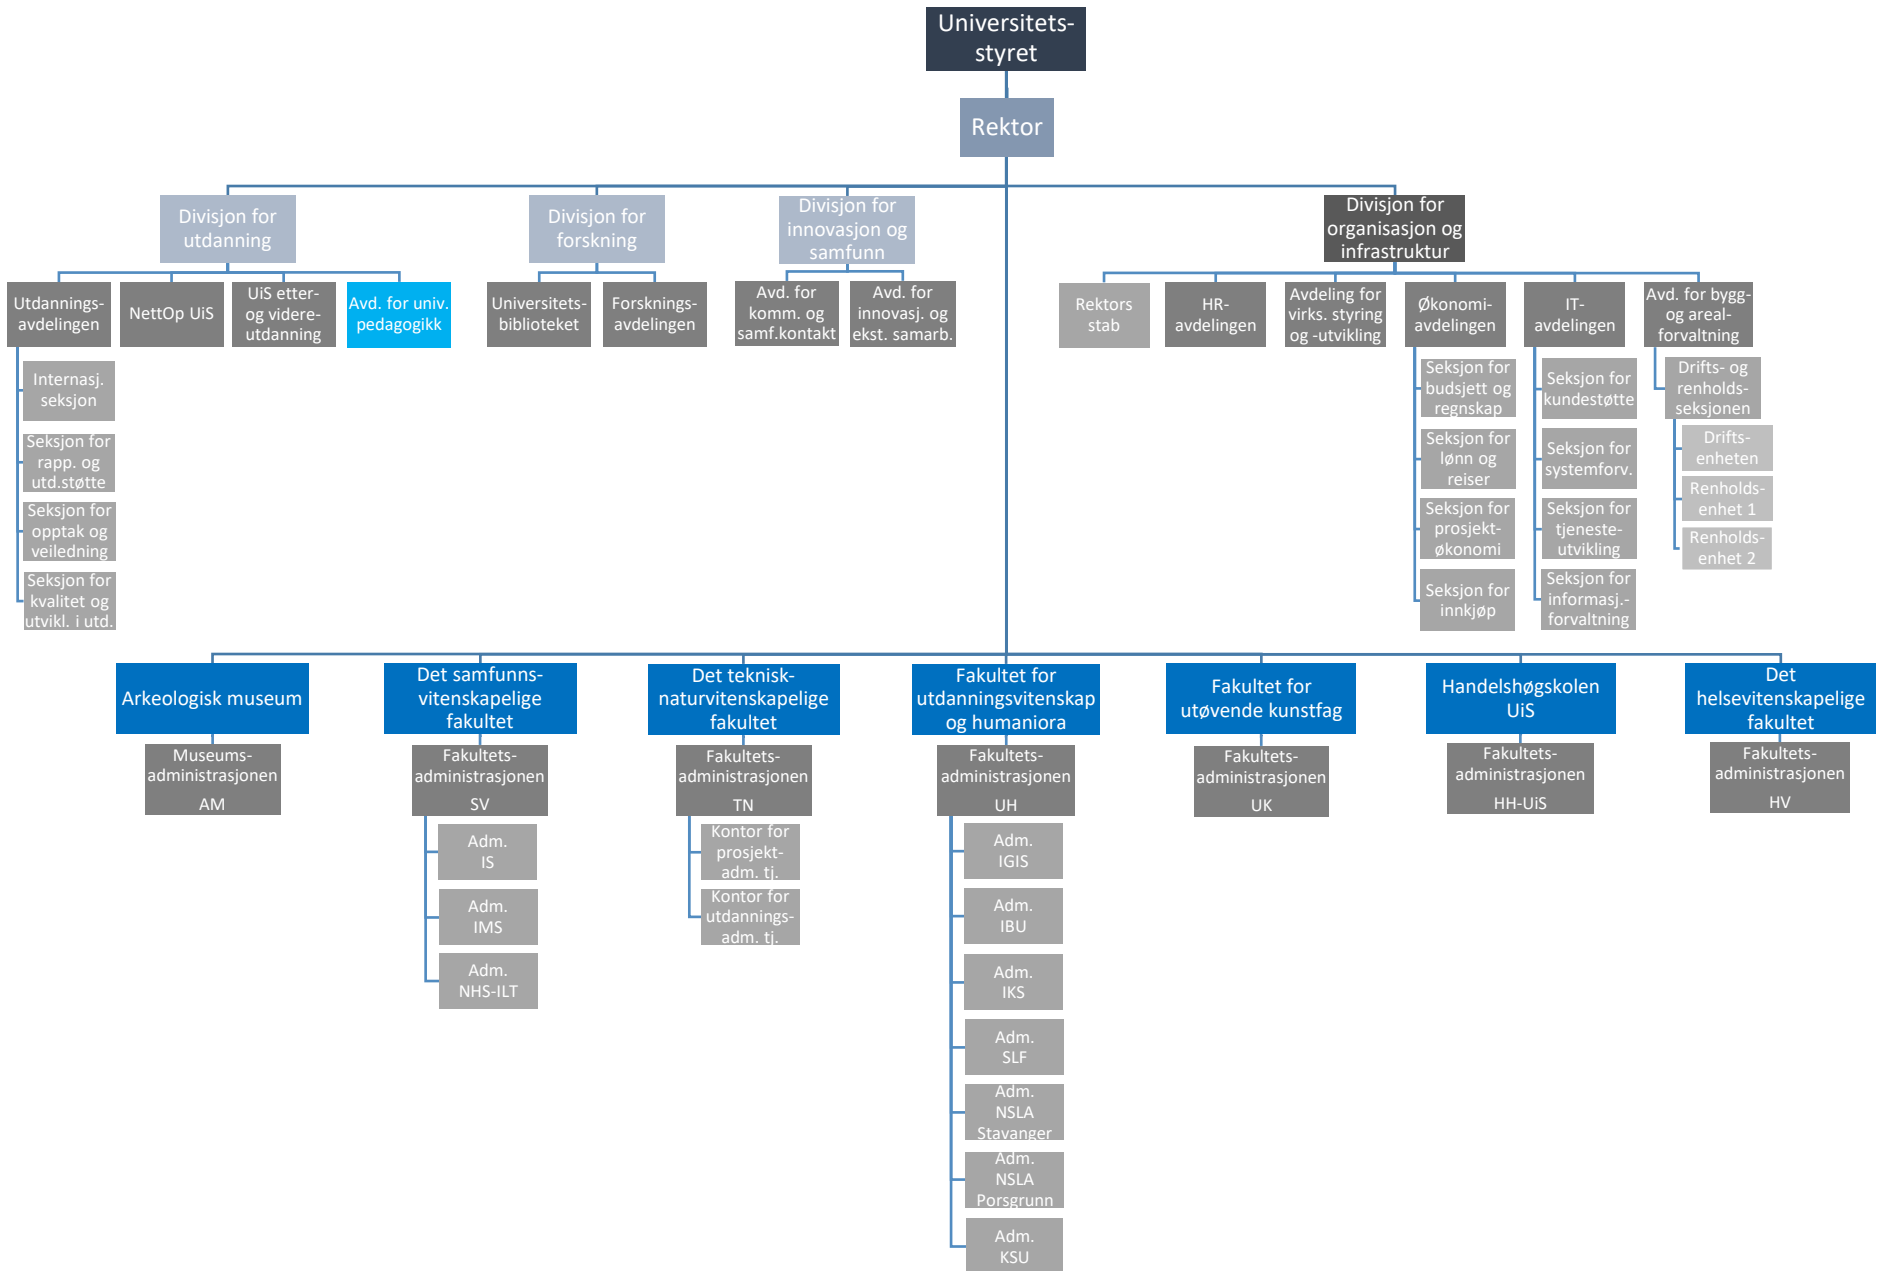 Universitets-
styret
Rektor
Divisjon for
utdanning
Divisjon for
forskning
Divisjon for
innovasjon og
samfunn
Divisjon for
organisasjon og
infrastruktur
Utdannings-
avdelingen
NettOp UiS
UiS etter-
og videre-
utdanning
Avd. for univ.
pedagogikk
Universitets-
biblioteket
Forsknings-
avdelingen
Avd. for
komm. og
samf.kontakt
Avd. for
innovasj. og
ekst. samarb.
Rektors
stab
HR-
avdelingen
Avdeling for
virks. styring
og -utvikling
Økonomi-
avdelingen
IT-
avdelingen
Avd. for bygg-
og areal-
forvaltning
Internasj.
seksjon
Seksjon for
rapp. og
utd.støtte
Seksjon for
opptak og
veiledning
Seksjon for
kvalitet og
utvikl. i utd.
Seksjon for
budsjett og
regnskap
Seksjon for
lønn og
reiser
Seksjon for
prosjekt-
økonomi
Seksjon for
innkjøp
Seksjon for
kundestøtte
Seksjon for
systemforv.
Seksjon for
tjeneste-
utvikling
Seksjon for
informasj.-
forvaltning
Drifts- og
renholds-
seksjonen
Drifts-
enheten
Renholds-
enhet 1
Renholds-
enhet 2
Arkeologisk museum
Det samfunns-
vitenskapelige
fakultet
Det teknisk-
naturvitenskapelige
fakultet
Fakultet for
utdanningsvitenskap
og humaniora
Fakultet for
utøvende kunstfag
Handelshøgskolen
UiS
Det
helsevitenskapelige
fakultet
Museums-
administrasjonen
AM
Fakultets-
administrasjonen
SV
Fakultets-
administrasjonen
TN
Fakultets-
administrasjonen
UH
Fakultets-
administrasjonen
UK
Fakultets-
administrasjonen
HH-UiS
Fakultets-
administrasjonen
HV
Adm.
IS
Adm.
IMS
Adm.
NHS-ILT
Kontor for
prosjekt-
adm. tj.
Kontor for
utdannings-
adm. tj.
Adm.
IGIS
Adm.
IBU
Adm.
IKS
Adm.
SLF
Adm.
NSLA
Stavanger
Adm.
NSLA
Porsgrunn
Adm.
KSU